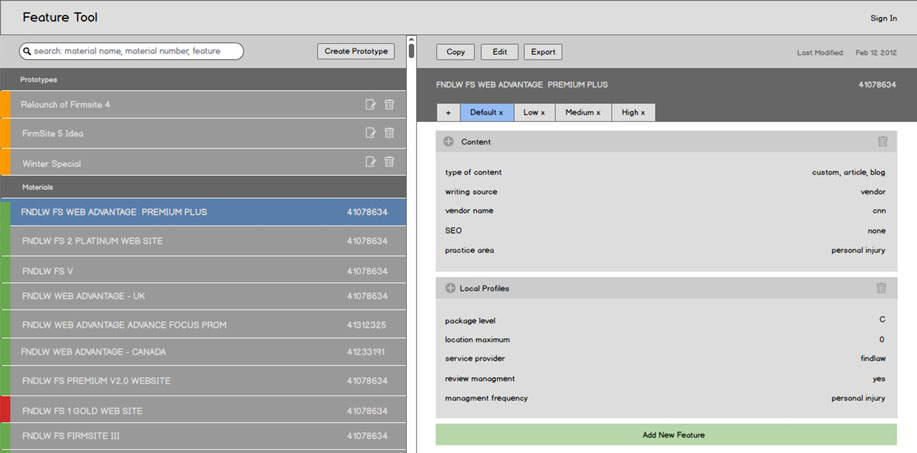 Feature Tool
Sign In
search: material name, material number, feature
Create Prototype
Prototypes
Relaunch of Firmsite 4
FirmSite 5 Idea
Winter Special
Materials
FNDLW FS WEB ADVANTAGE PREMIUM PLUS 41078634
FNDLW FS 2 PLATINUM WEB SITE 41078634
FNDLW FS V 41078634
FNDLW WEB ADVANTAGE - UK 41078634
FNDLW WEB ADVANTAGE ADVANCE FOCUS PROM 41312325
FNDLW WEB ADVANTAGE - CANADA 41233191
FNDLW FS PREMIUM V2.0 WEBSITE 41078634
FNDLW FS 1 GOLD WEB SITE 41078634
FNDLW FS FIRMSITE III 41078634
Copy Edit Export
Last Modified: Feb 12 2012
FNDLW FS WEB ADVANTAGE PREMIUM PLUS 41078634
+ Default x Low x Medium x High x
Content
type of content custom, article, blog
writing source vendor
vendor name cnn
SEO none
practice area personal injury
Local Profiles
package level C
location maximum 0
service provider findlaw
review managment yes
managment frequency personal injury
Add New Feature